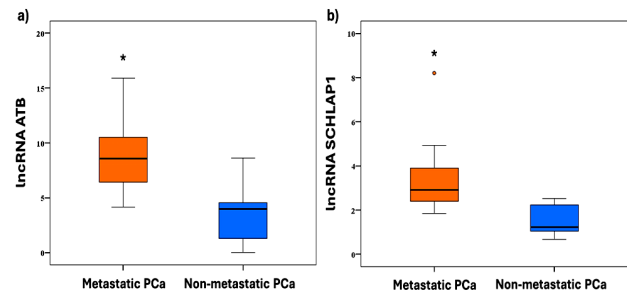 a)
20
15
10
5
0
lncRNA ATB
*
Metastatic PCa
Non-metastatic PCa
b)
10
8
6
4
2
0
lncRNA SCHLAP1
*
Metastatic PCa
Non-metastatic PCa